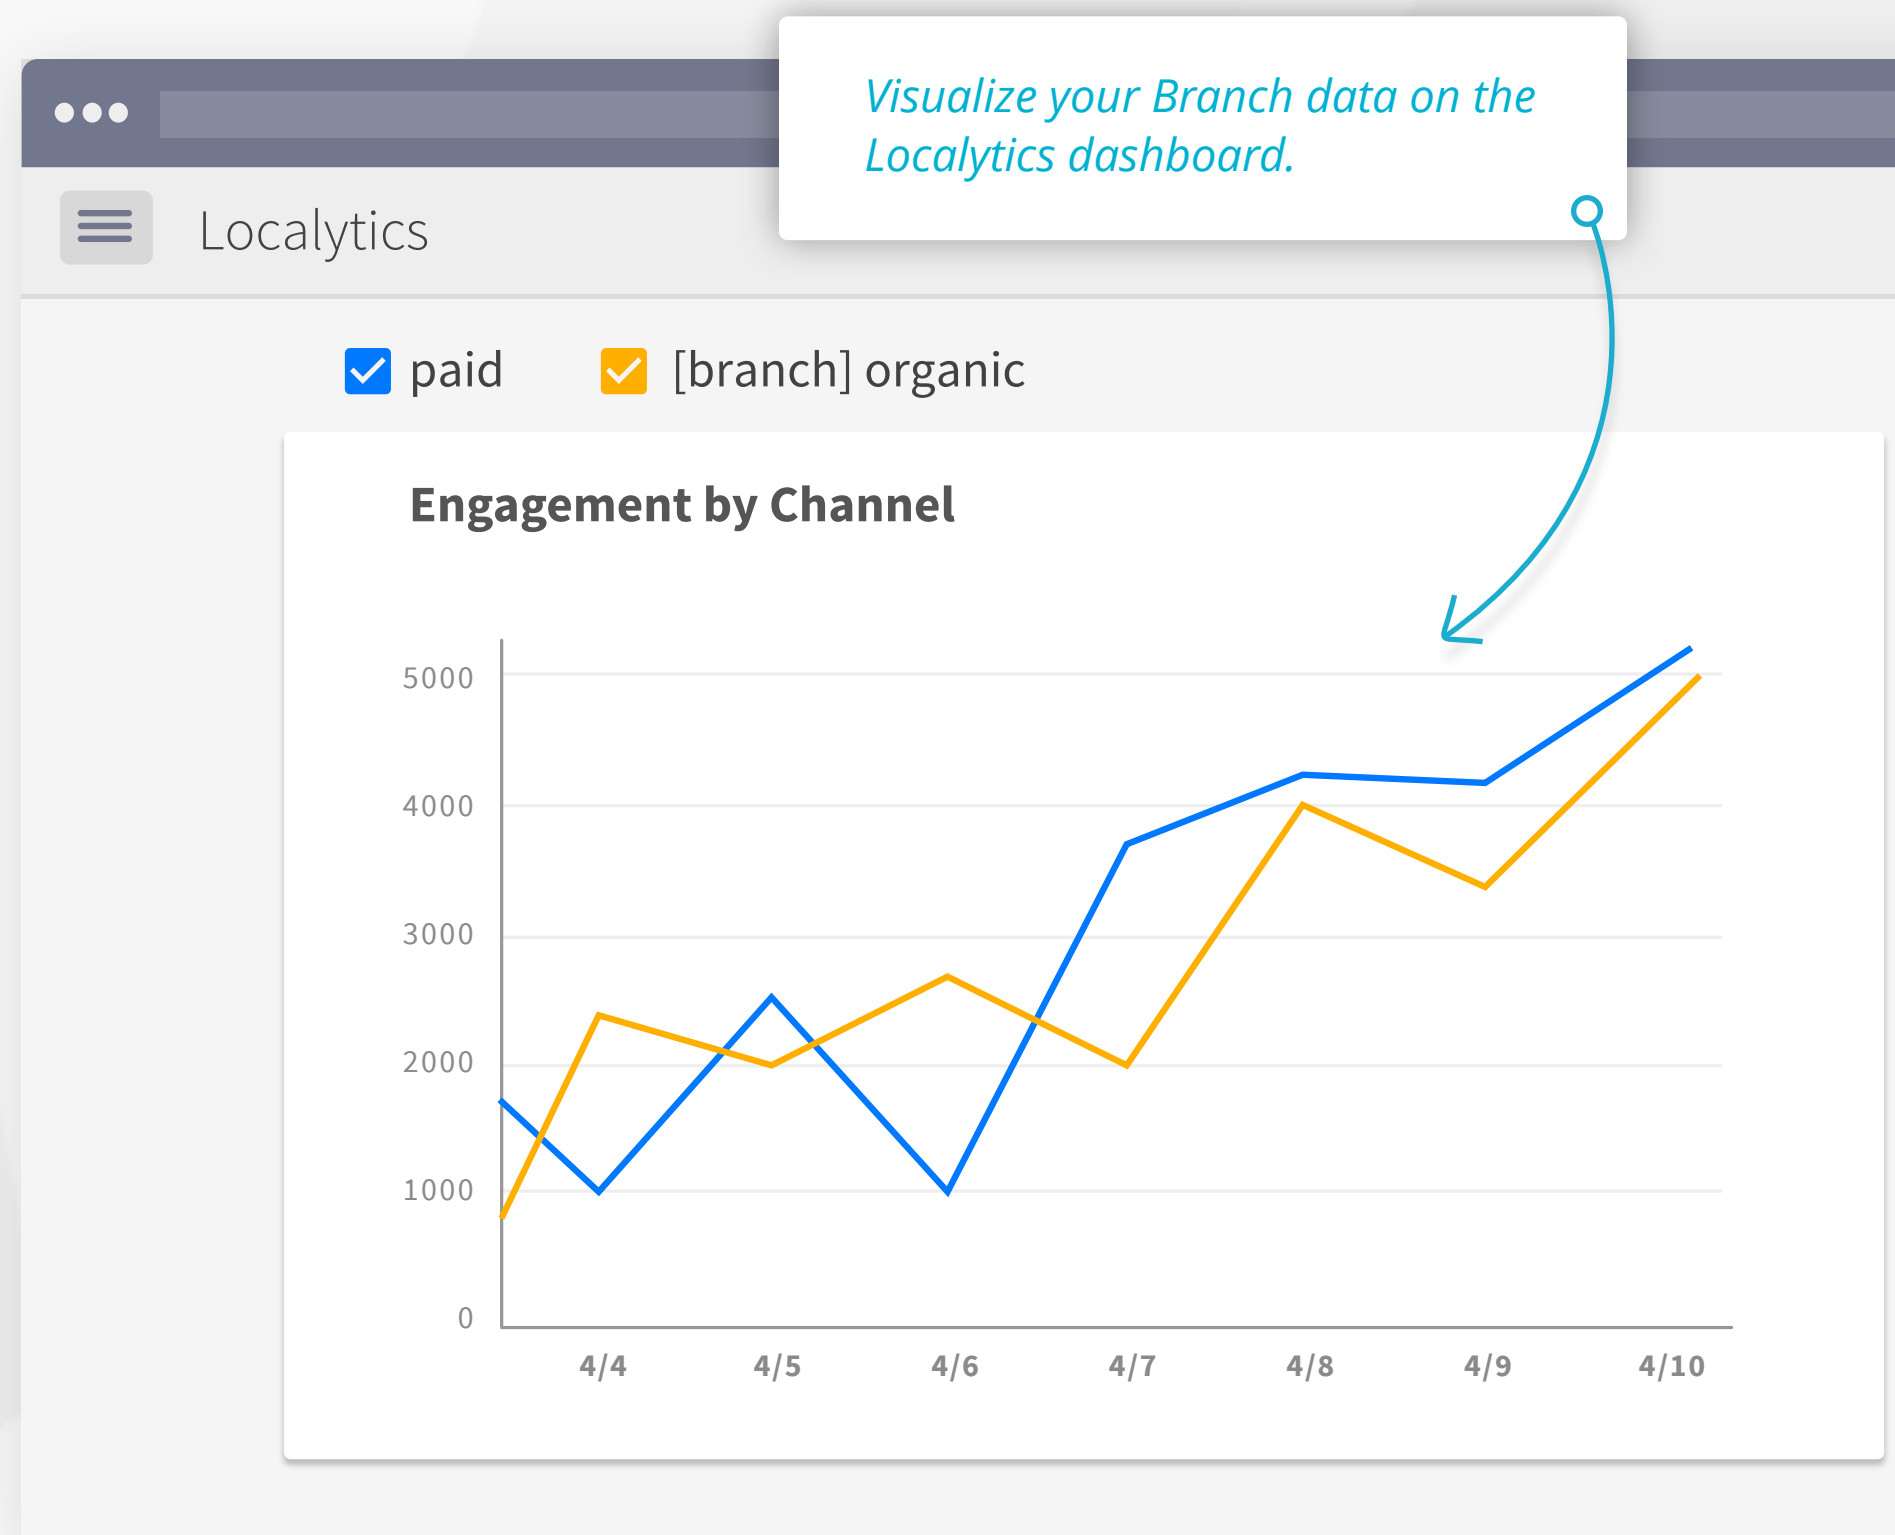 Visualize your Branch data on the
Localytics dashboard.
Localytics
paid
[branch] organic
Engagement by Channel
5000
4000
3000
2000
1000
0
4/4 4/5 4/6 4/7 4/8 4/9 4/10